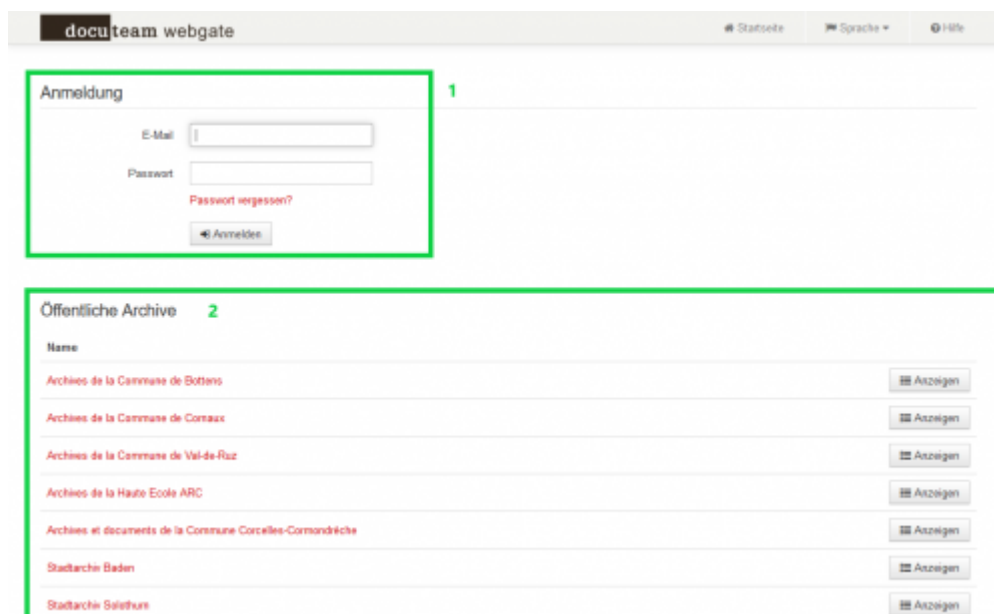 docuteam webgate Startseite Sprache Hilfe
Anmeldung 1
E-Mail
Passwort
Passwort vergessen?
Anmelden
Öffentliche Archive 2
Name
Archives de la Commune de Bottens Anzeigen
Archives de la Commune de Cornaux Anzeigen
Archives de la Commune de Val-de-Ruz Anzeigen
Archives de la Haute Ecole ARC Anzeigen
Archives et documents de la Commune Corcelles-Cormondrèche Anzeigen
Stadtarchiv Baden Anzeigen
Stadtarchiv Solothurn Anzeigen